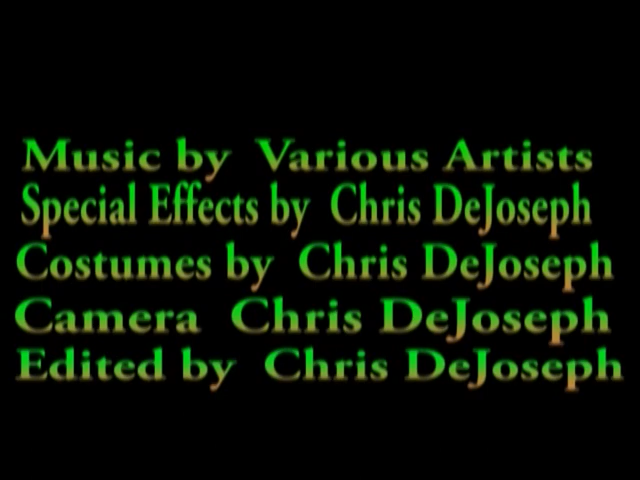 Music by Various Artists
Special Effects by Chris DeJoseph
Costumes by Chris DeJoseph
Camera Chris DeJoseph
Edited by Chris DeJoseph